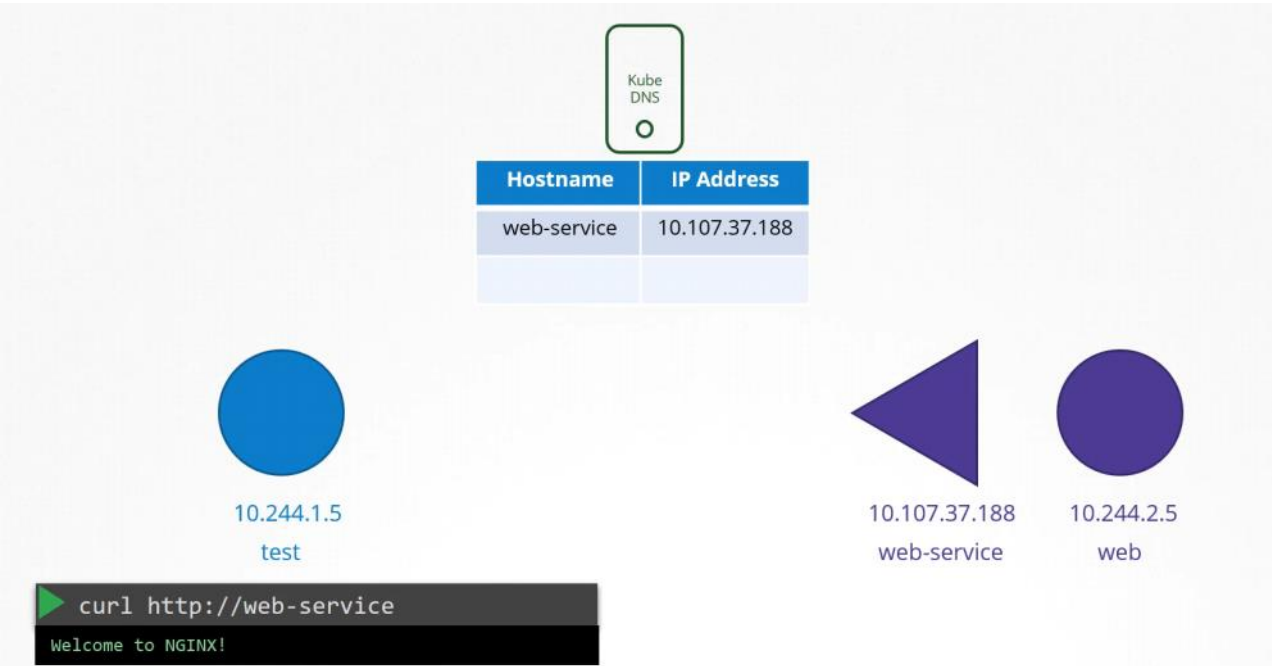 Kube
DNS
Hostname IP Address
web-service 10.107.37.188
10.244.1.5
test
10.107.37.188
web-service
10.244.2.5
web
curl http://web-service
Welcome to NGINX!